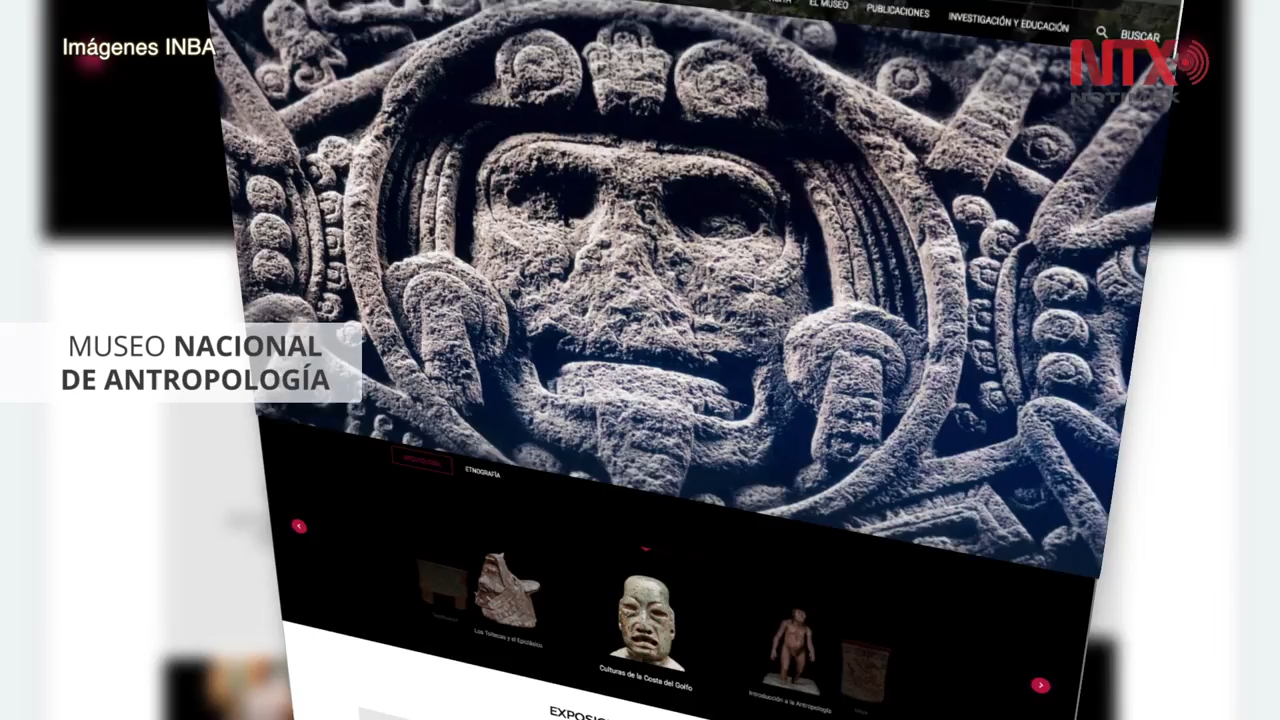 EL MUSEO
PUBLICACIONES
INVESTIGACIÓN Y EDUCACIÓN
BUSCAR
Imágenes INBA
NTX
MUSEO NACIONAL
DE ANTROPOLOGÍA
ETNOGRAFÍA
Los Toltecas y el Epiclásico
Culturas de la Costa del Golfo
Introducción a la Antropología